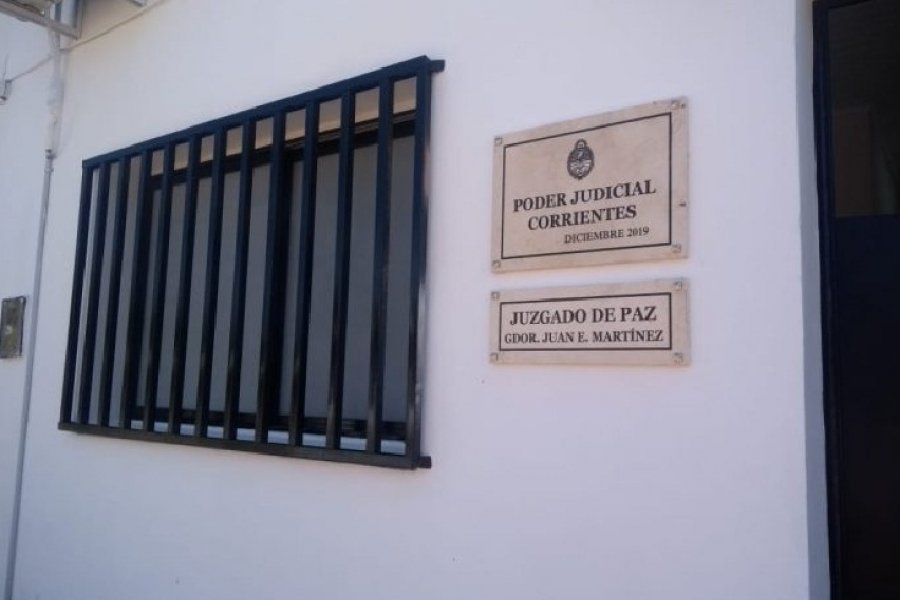 PODER JUDICIAL
CORRIENTES
DICIEMBRE 2019
JUZGADO DE PAZ
GDOR. JUAN E. MARTÍNEZ